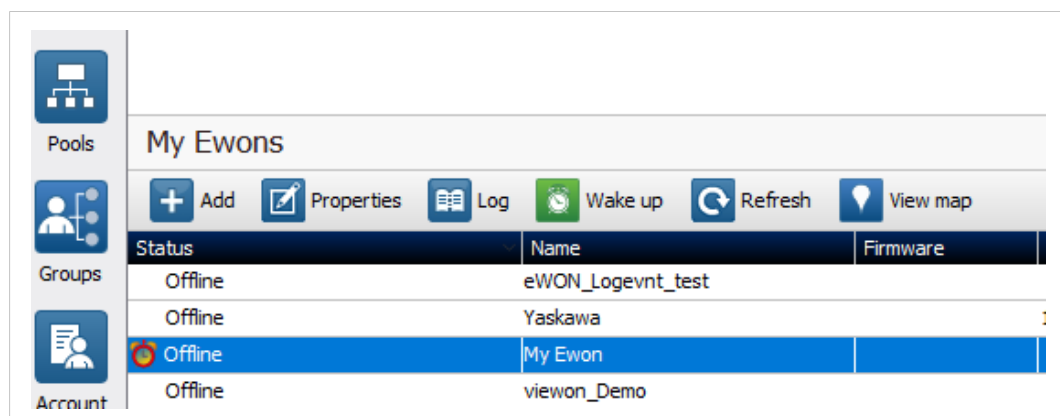 Pools
My Ewons
Add Properties Log Wake up Refresh View map
Groups
Status Name Firmware
Offline eWON_Logevnt_test
Offline Yaskawa
Offline My Ewon
Offline viewon_Demo
Account